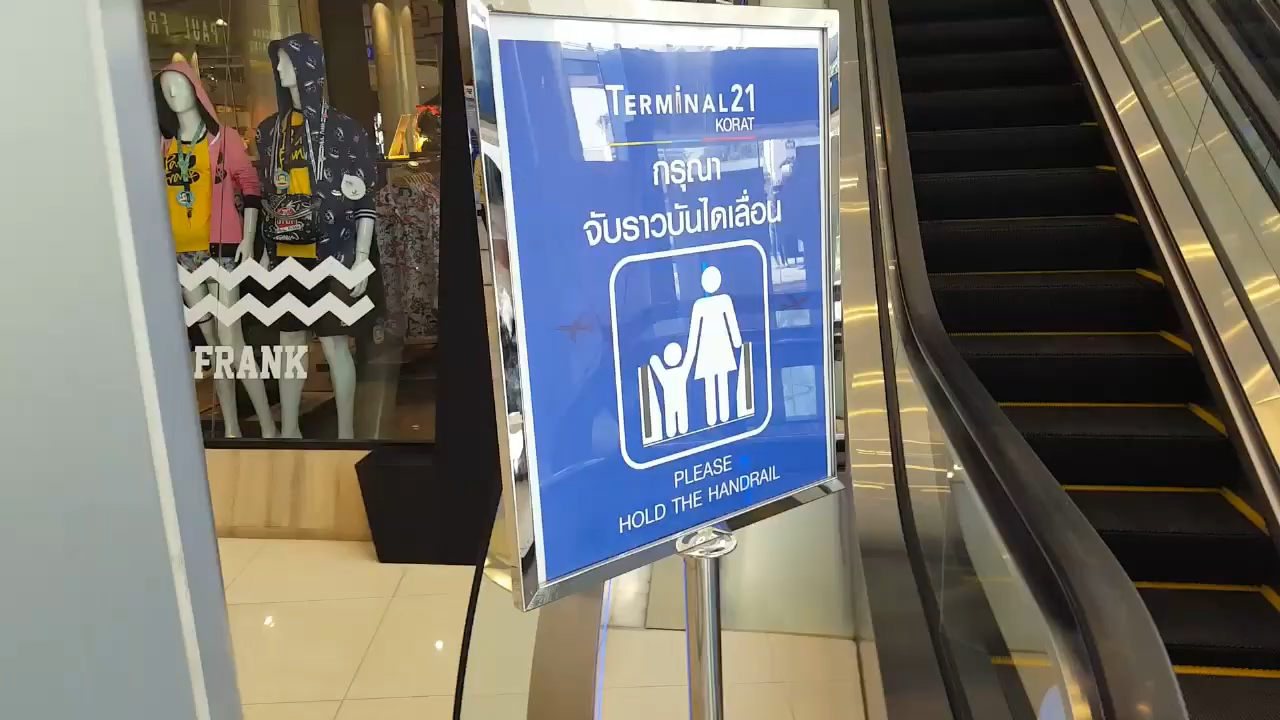 TERMINAL21
KORAT
กรุณา
จับราวบันไดเลื่อน
PLEASE
HOLD THE HANDRAIL
FRANK